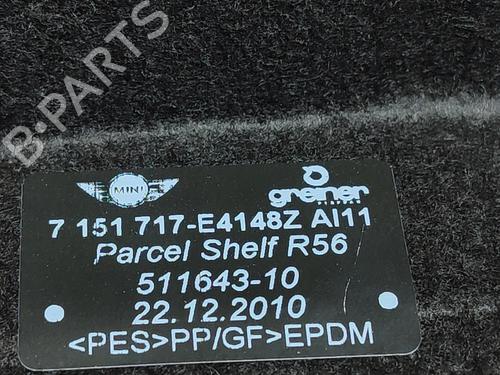 B-PARTS
MINI
greiner
7 151 717-E4148Z AI11
Parcel Shelf R56
511643-10
22.12.2010
<PES>PP/GF>EPDM